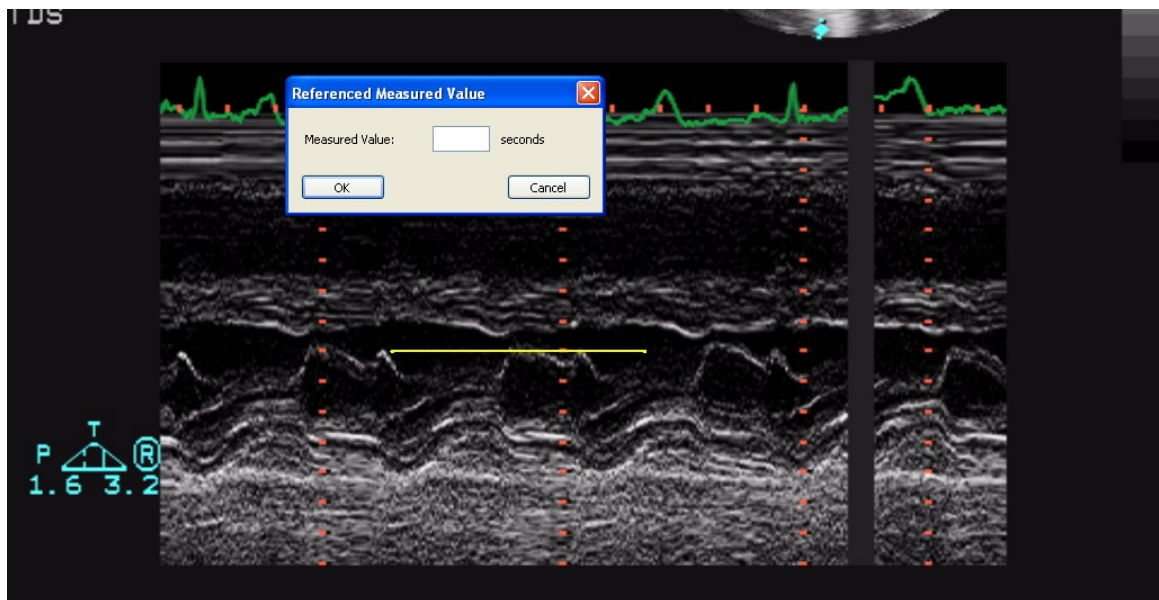 TDS
Referenced Measured Value
Measured Value: seconds
OK Cancel
T
P R
1.6 3.2